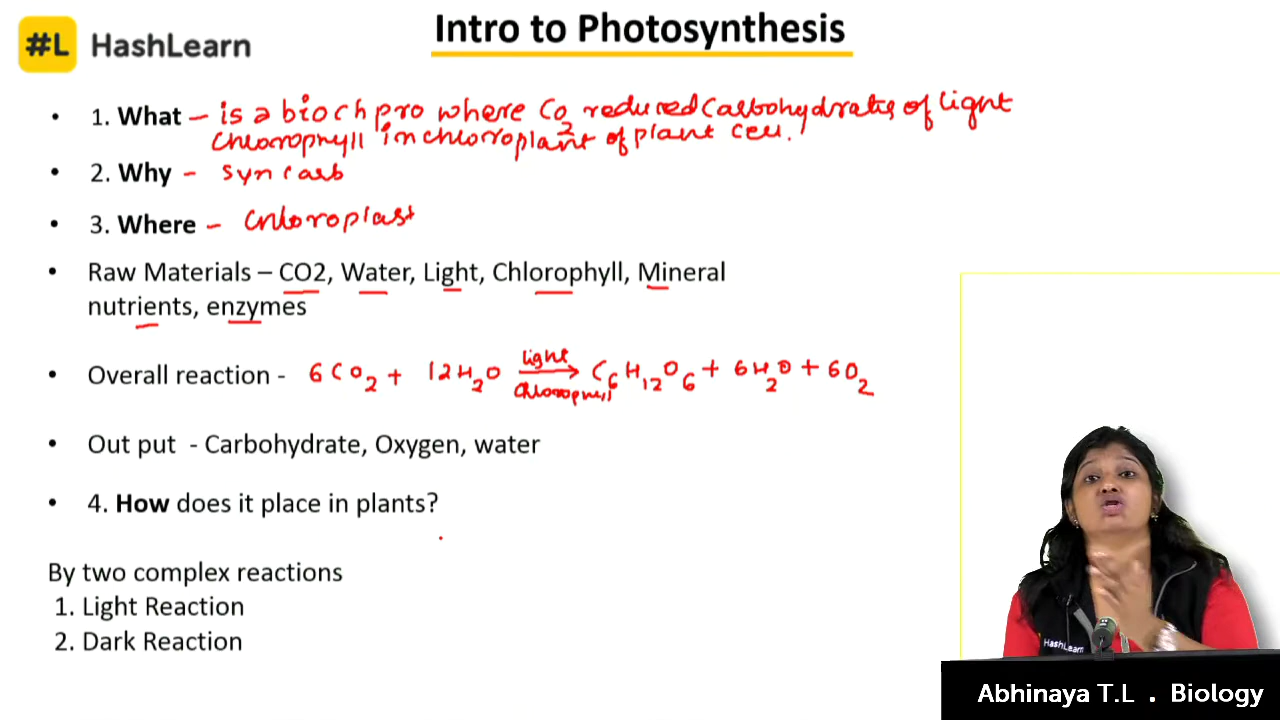 #L HashLearn
Intro to Photosynthesis
• 1. What – is a bioch pro where CO2 reduced Carbohydrates of light
Chlorophyll in chloroplant of plant cell.
• 2. Why – syn carb
• 3. Where – Chloroplast
• Raw Materials – CO2, Water, Light, Chlorophyll, Mineral
nutrients, enzymes
• Overall reaction - 6CO2 + 12H2O light Chlorophyll → C6H12O6 + 6H2O + 6O2
• Out put - Carbohydrate, Oxygen, water
• 4. How does it place in plants?
By two complex reactions
1. Light Reaction
2. Dark Reaction
HashLearn
Abhinaya T.L . Biology